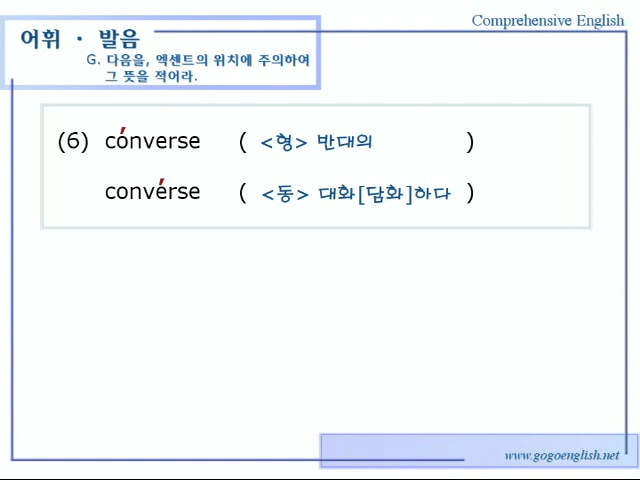 Comprehensive English
어휘 · 발음
G. 다음을, 엑센트의 위치에 주의하여
그 뜻을 적어라.
(6) cónverse ( <형> 반대의 )
convérse ( <동> 대화[담화]하다 )
www.gogoenglish.net